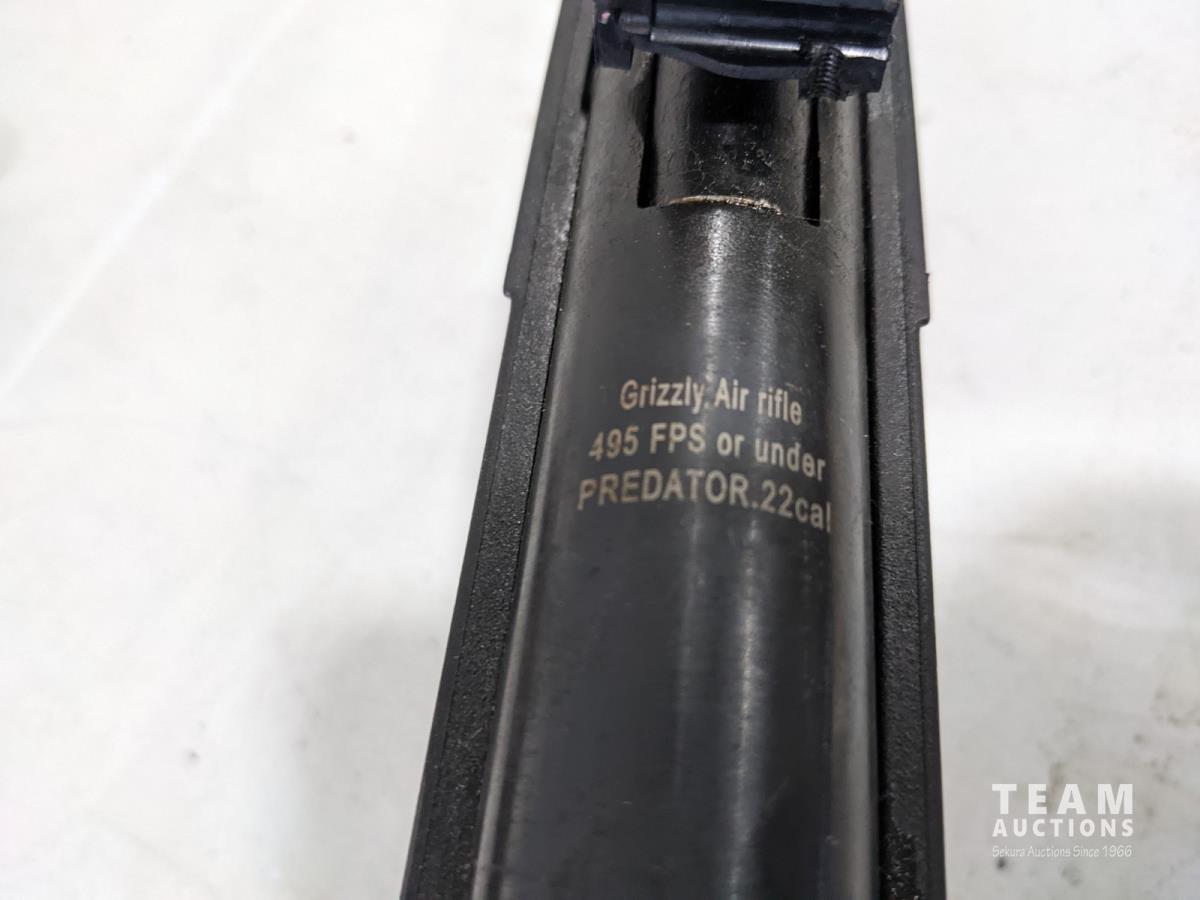 Grizzly.Air rifle
495 FPS or under
PREDATOR.22cal
TEAM
AUCTIONS
Sekura Auctions Since 1966